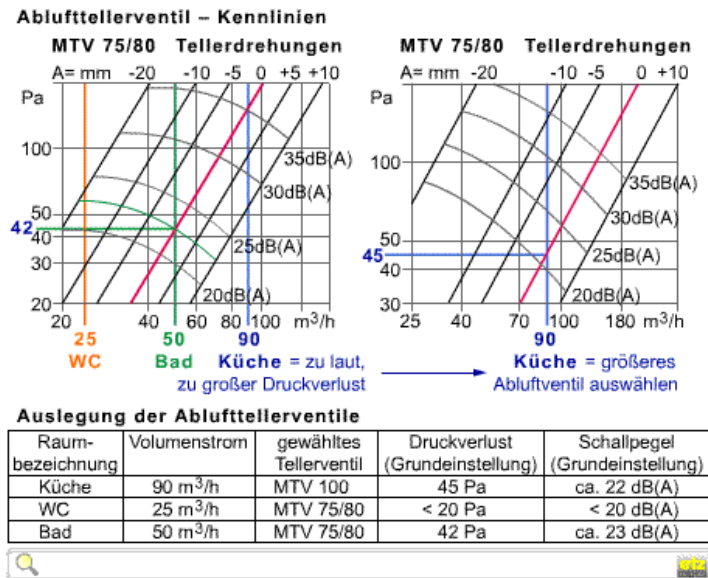 Ablufttellerventil – Kennlinien
MTV 75/80 Tellerdrehungen
A= mm -20 -10 -5 0 +5 +10
Pa
100
50
42
40
30
20
35dB(A)
30dB(A)
25dB(A)
20dB(A)
20 40 60 80 100 m³/h
25 50 90
WC Bad Küche = zu laut,
zu großer Druckverlust
MTV 75/80 Tellerdrehungen
A= mm -20 -10 -5 0 +10
Pa
100
50
45
40
30
35dB(A)
30dB(A)
25dB(A)
20dB(A)
25 40 70 100 180 m³/h
90
Küche = größeres
Abluftventil auswählen
Auslegung der Ablufttellerventile
Raum- Volumenstrom gewähltes Druckverlust Schallpegel
bezeichnung Tellerventil (Grundeinstellung) (Grundeinstellung)
Küche 90 m³/h MTV 100 45 Pa ca. 22 dB(A)
WC 25 m³/h MTV 75/80 < 20 Pa < 20 dB(A)
Bad 50 m³/h MTV 75/80 42 Pa ca. 23 dB(A)